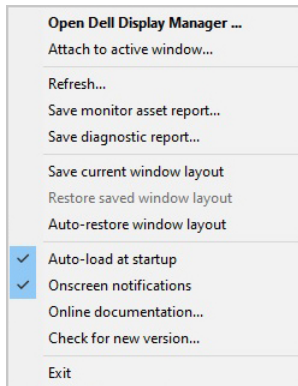 Open Dell Display Manager ...
Attach to active window...
Refresh...
Save monitor asset report...
Save diagnostic report...
Save current window layout
Restore saved window layout
Auto-restore window layout
Auto-load at startup
Onscreen notifications
Online documentation...
Check for new version...
Exit